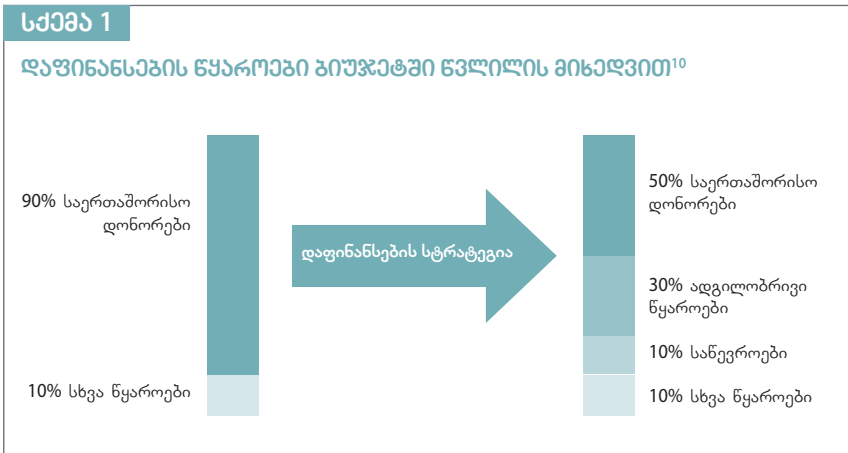 სქემა 1
დაფინანსების წყაროები ბიუჯეტში წვლილის მიხედვით10
90% საერთაშორისო
დონორები
10% სხვა წყაროები
დაფინანსების სტრატეგია
50% საერთაშორისო
დონორები
30% ადგილობრივი
წყაროები
10% საწევროები
10% სხვა წყაროები